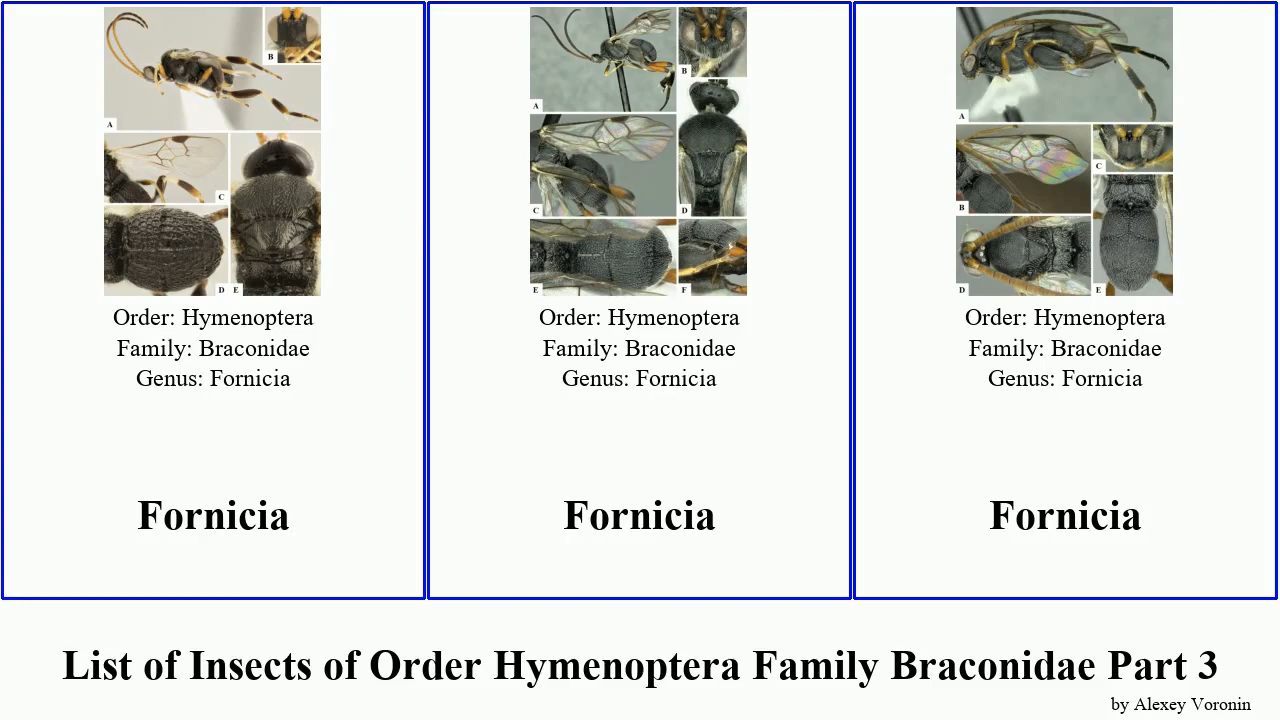 B
A
C
D
E
Order: Hymenoptera
Family: Braconidae
Genus: Fornicia
Fornicia
A
B
C
D
E
F
Order: Hymenoptera
Family: Braconidae
Genus: Fornicia
Fornicia
A
B
C
D
E
Order: Hymenoptera
Family: Braconidae
Genus: Fornicia
Fornicia
List of Insects of Order Hymenoptera Family Braconidae Part 3
by Alexey Voronin